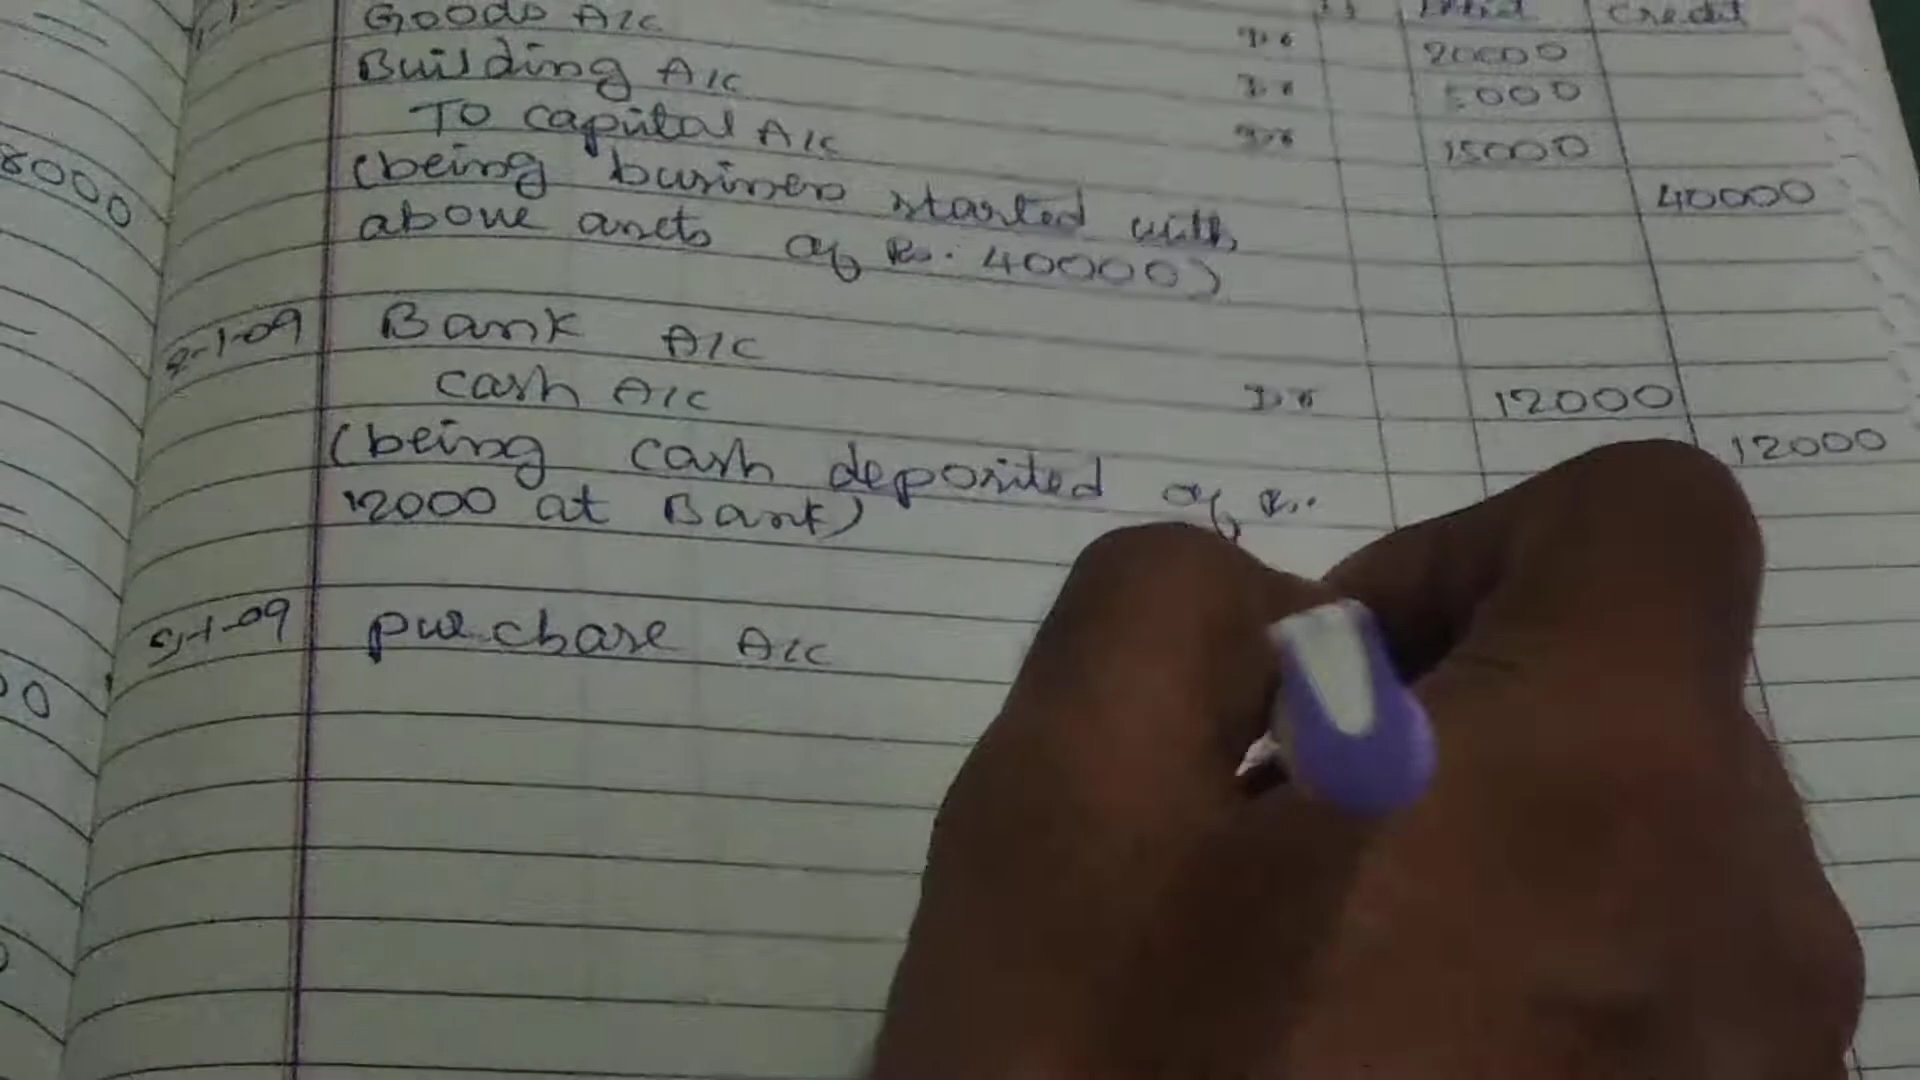 Debit Credit
Goods A/c Dr 20000
Building A/c Dr 5000
To capital A/c Dr 15000
(being business started with 40000
above assets of Rs. 40000)
2-1-09 Bank A/c
cash A/c Dr 12000
12000
(being cash deposited of Rs.
12000 at Bank)
5-1-09 purchase A/c
8000